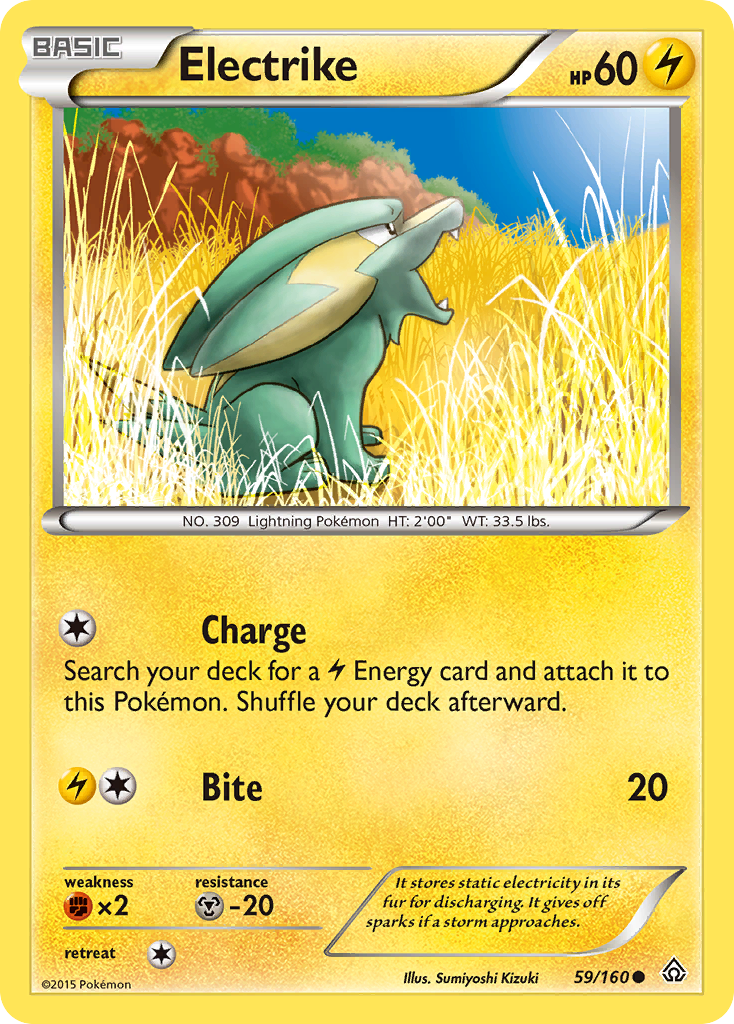 BASIC
Electrike
HP60
NO. 309 Lightning Pokémon HT: 2'00" WT: 33.5 lbs.
Charge
Search your deck for a Energy card and attach it to
this Pokémon. Shuffle your deck afterward.
Bite 20
weakness resistance
×2 -20
It stores static electricity in its
fur for discharging. It gives off
sparks if a storm approaches.
retreat
©2015 Pokémon
Illus. Sumiyoshi Kizuki 59/160